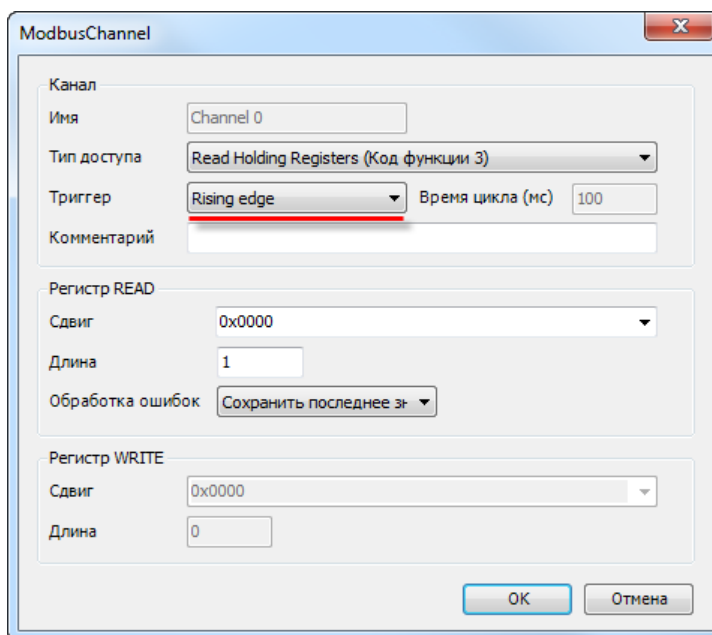 ModbusChannel
Канал
Имя Channel 0
Тип доступа Read Holding Registers (Код функции 3)
Триггер Rising edge Время цикла (мс) 100
Комментарий
Регистр READ
Сдвиг 0x0000
Длина 1
Обработка ошибок Сохранить последнее зн
Регистр WRITE
Сдвиг 0x0000
Длина 0
OK Отмена